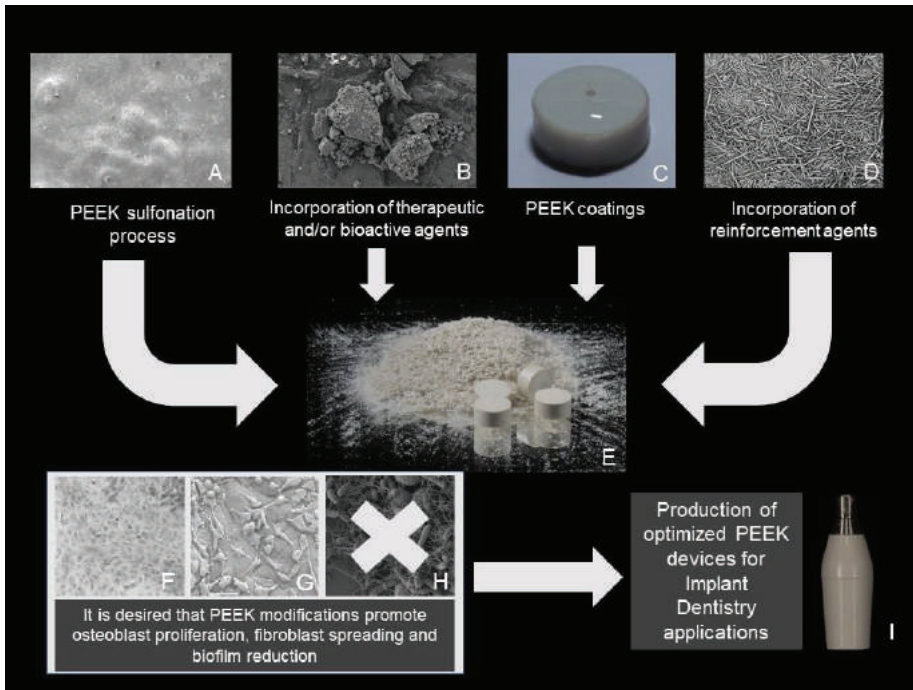 A
B
C
D
PEEK sulfonation
process
Incorporation of therapeutic
and/or bioactive agents
PEEK coatings
Incorporation of
reinforcement agents
E
F
G
H
It is desired that PEEK modifications promote
osteoblast proliferation, fibroblast spreading and
biofilm reduction
Production of
optimized PEEK
devices for
Implant
Dentistry
applications
I